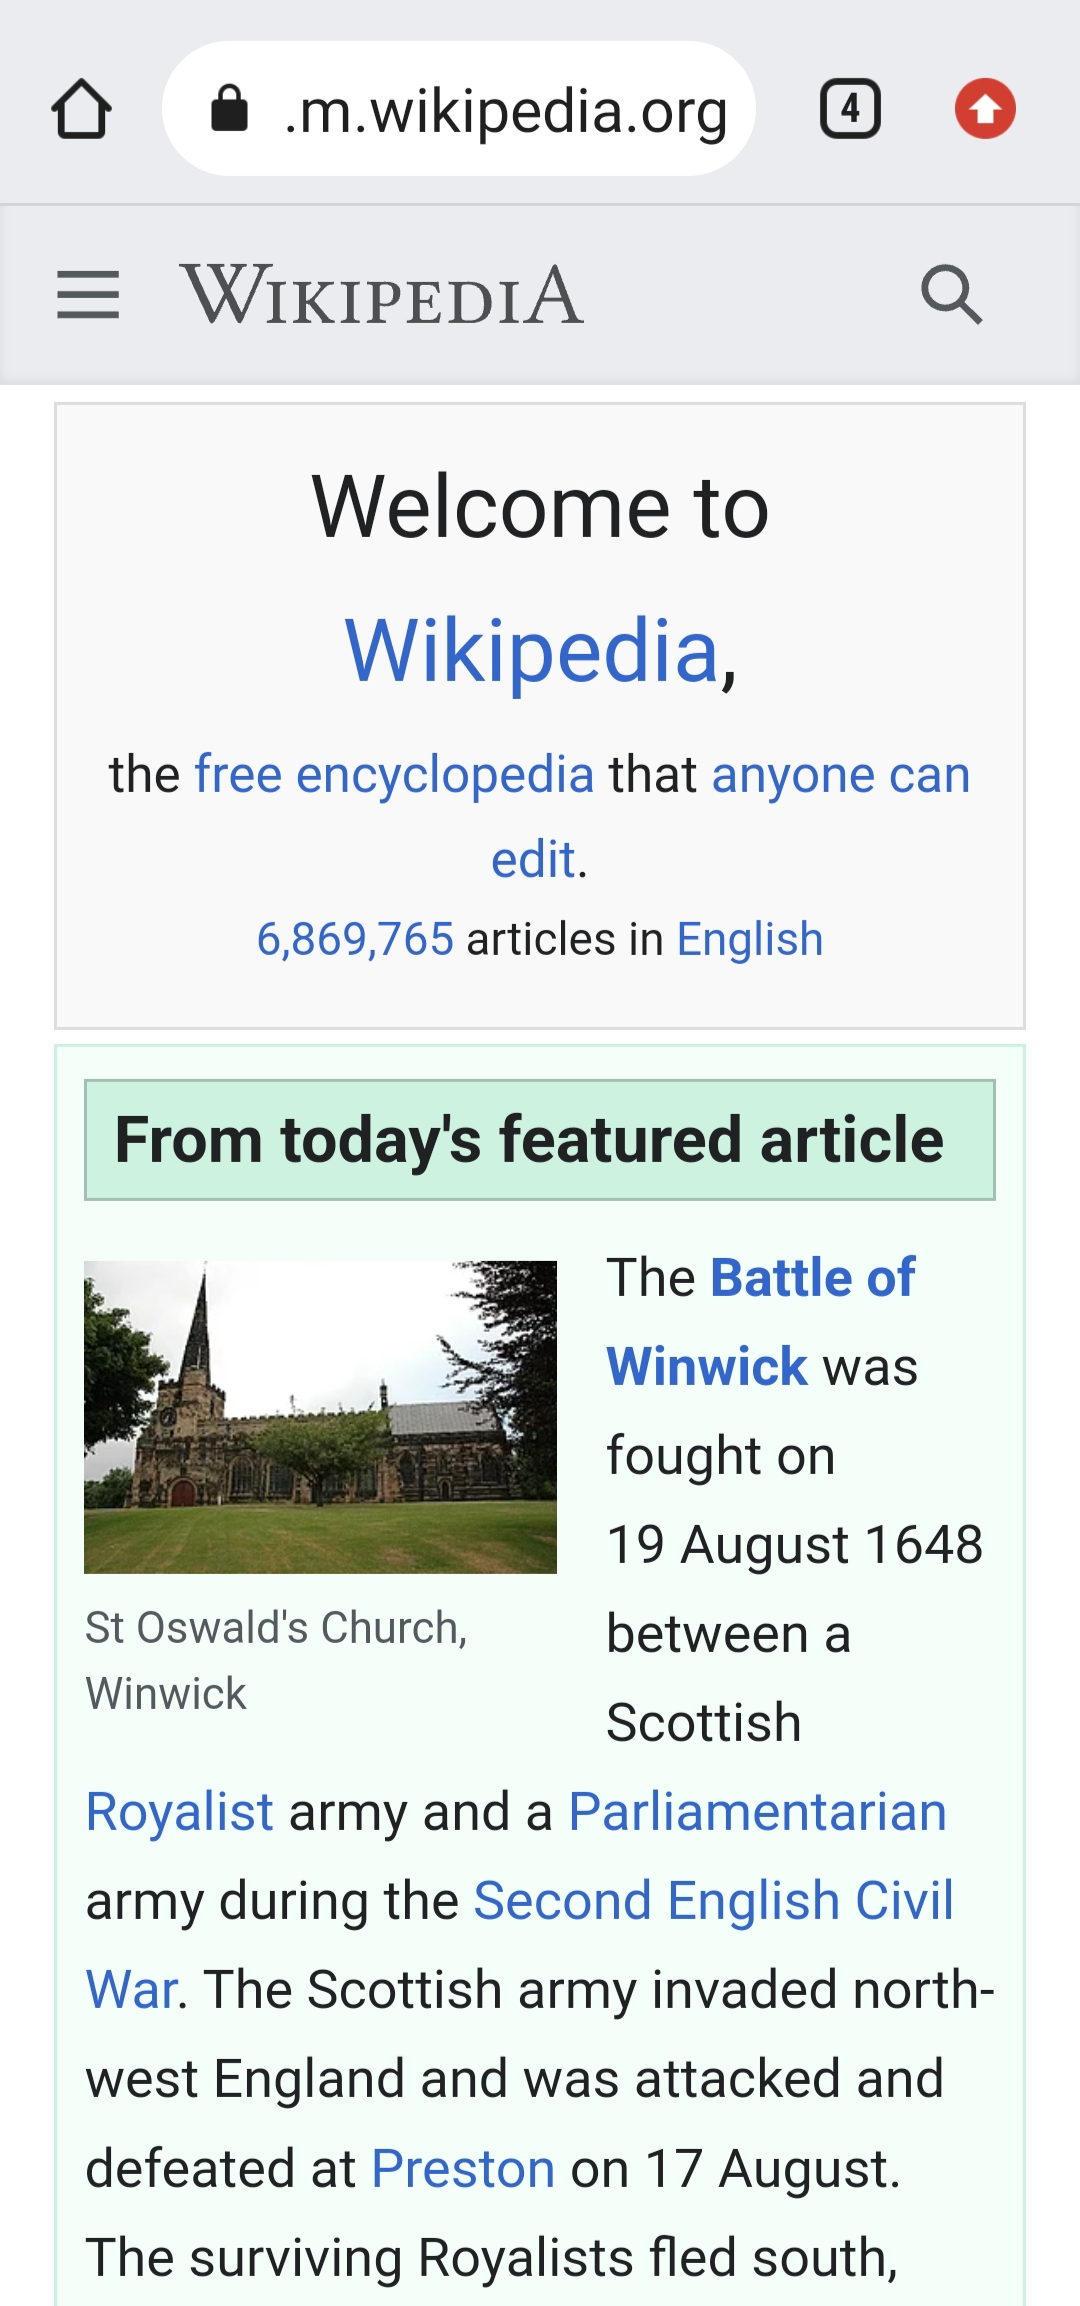 .m.wikipedia.org
4
WIKIPEDIA
Welcome to
Wikipedia,
the free encyclopedia that anyone can
edit.
6,869,765 articles in English
From today's featured article
The Battle of
Winwick was
fought on
19 August 1648
between a
Scottish
St Oswald's Church,
Winwick
Royalist army and a Parliamentarian
army during the Second English Civil
War. The Scottish army invaded north-
west England and was attacked and
defeated at Preston on 17 August.
The surviving Royalists fled south,